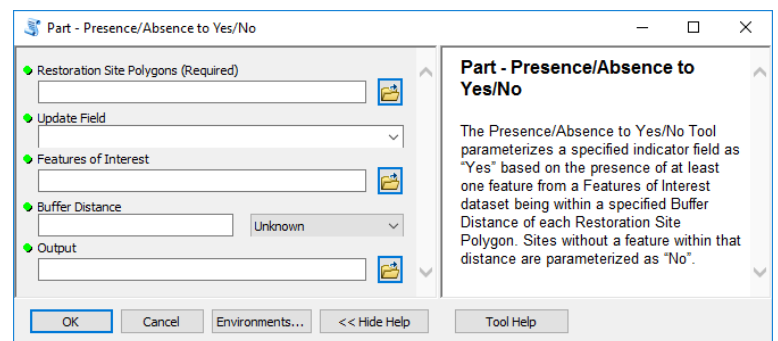 Part - Presence/Absence to Yes/No
Restoration Site Polygons (Required)
Update Field
Features of Interest
Buffer Distance
Unknown
Output
Part - Presence/Absence to
Yes/No
The Presence/Absence to Yes/No Tool
parameterizes a specified indicator field as
“Yes” based on the presence of at least
one feature from a Features of Interest
dataset being within a specified Buffer
Distance of each Restoration Site
Polygon. Sites without a feature within that
distance are parameterized as “No”.
OK
Cancel
Environments...
<< Hide Help
Tool Help